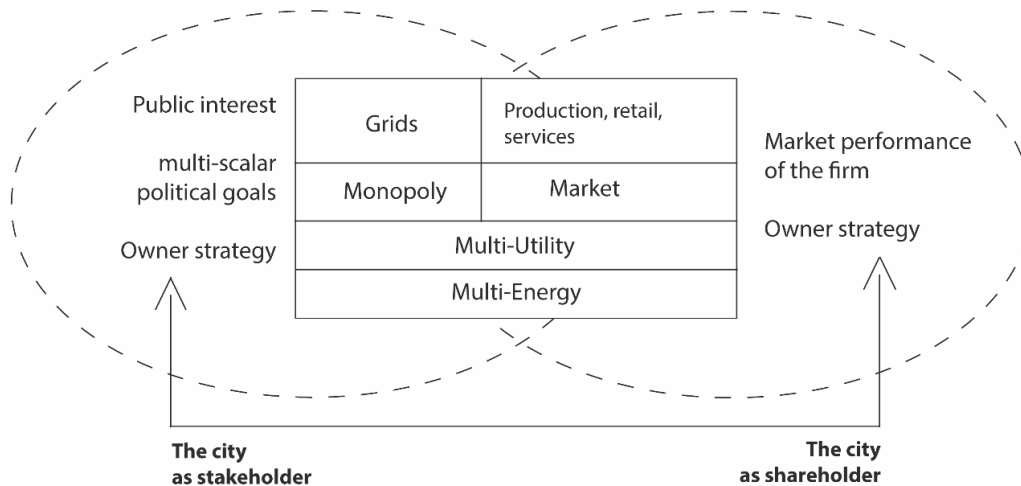 Public interest
multi-scalar
political goals
Owner strategy
Grids
Production, retail,
services
Monopoly
Market
Multi-Utility
Multi-Energy
Market performance
of the firm
Owner strategy
The city
as stakeholder
The city
as shareholder